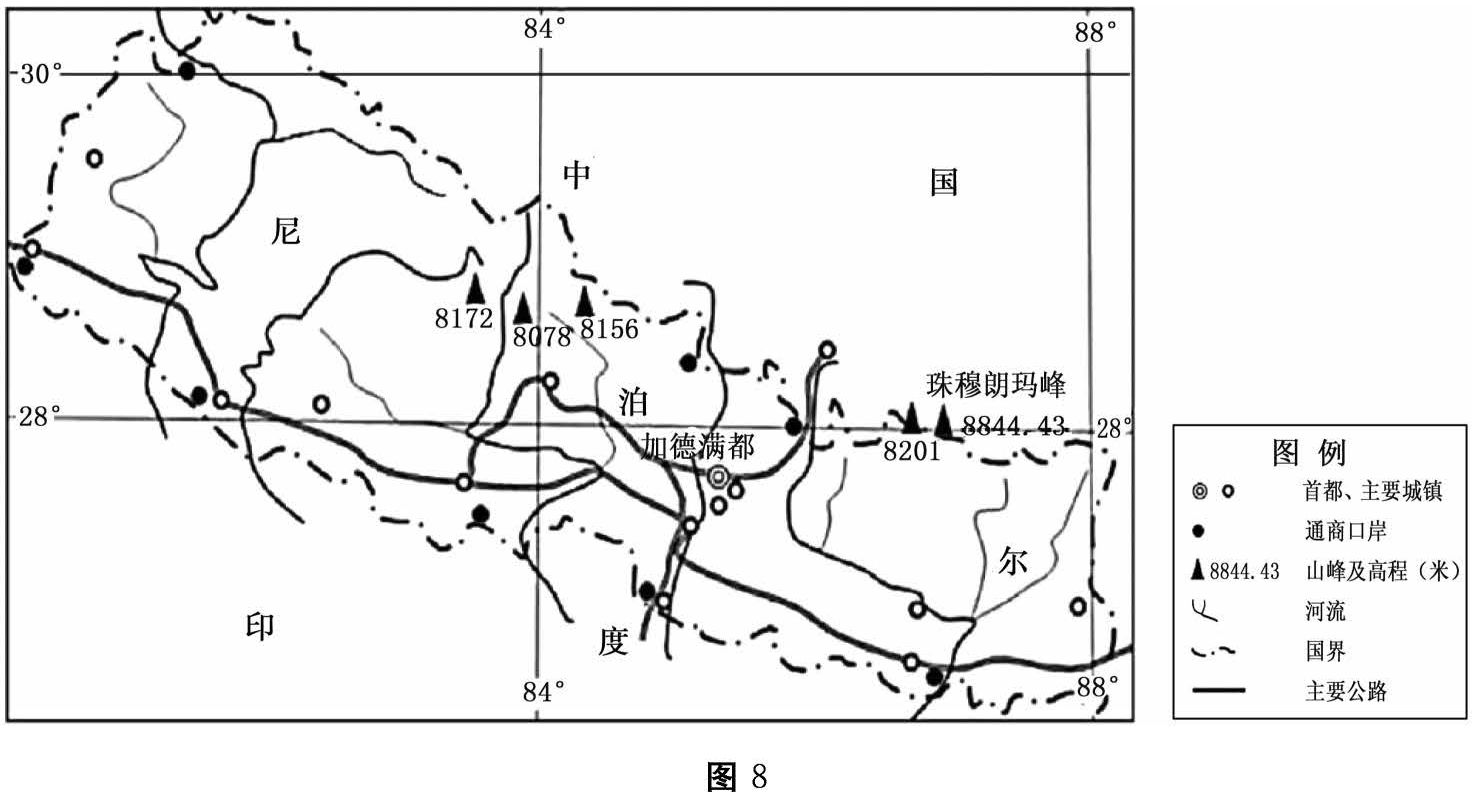 84°
88°
30°
中
国
尼
8172
8078
8156
泊
珠穆朗玛峰
28°
8844.43
28°
加德满都
8201
尔
印
度
84°
88°
图 例
首都、主要城镇
通商口岸
8844.43 山峰及高程（米）
河流
国界
主要公路
图 8